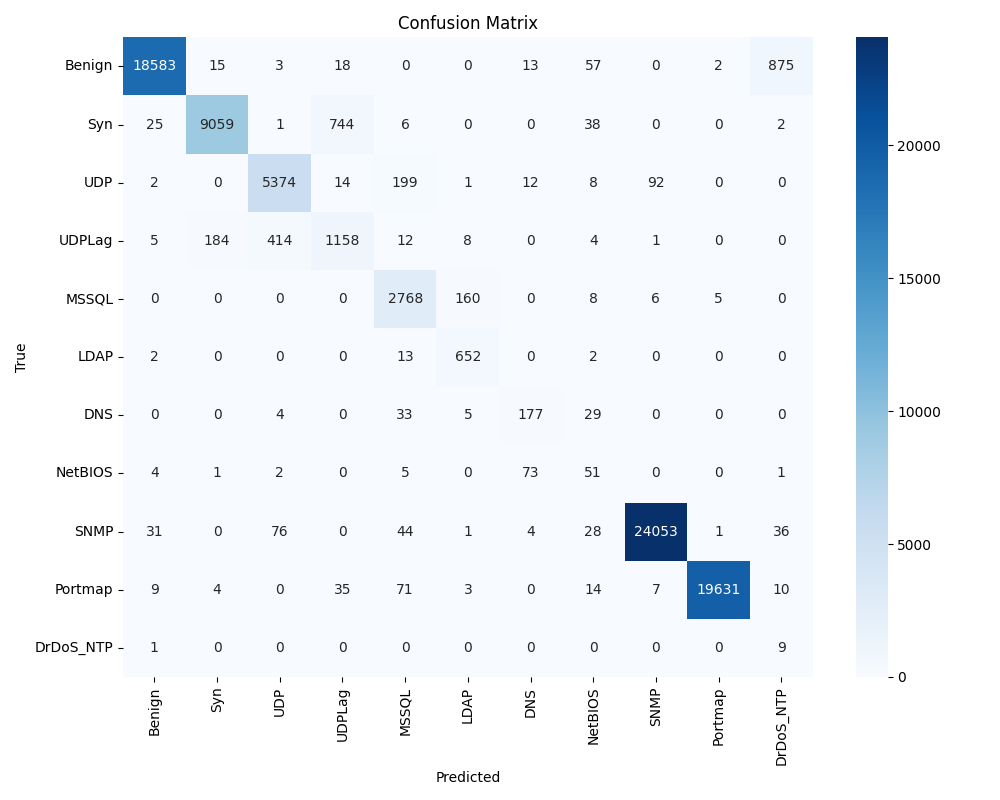 Confusion Matrix
Benign 18583 15 3 18 0 0 13 57 0 2 875
Syn 25 9059 1 744 6 0 0 38 0 0 2
UDP 2 0 5374 14 199 1 12 8 92 0 0
UDPLag 5 184 414 1158 12 8 0 4 1 0 0
MSSQL 0 0 0 0 2768 160 0 8 6 5 0
LDAP 2 0 0 0 13 652 0 2 0 0 0
DNS 0 0 4 0 33 5 177 29 0 0 0
NetBIOS 4 1 2 0 5 0 73 51 0 0 1
SNMP 31 0 76 0 44 1 4 28 24053 1 36
Portmap 9 4 0 35 71 3 0 14 7 19631 10
DrDoS_NTP 1 0 0 0 0 0 0 0 0 0 9
True
Benign Syn UDP UDPLag MSSQL LDAP DNS NetBIOS SNMP Portmap DrDoS_NTP
Predicted
20000
15000
10000
5000
0